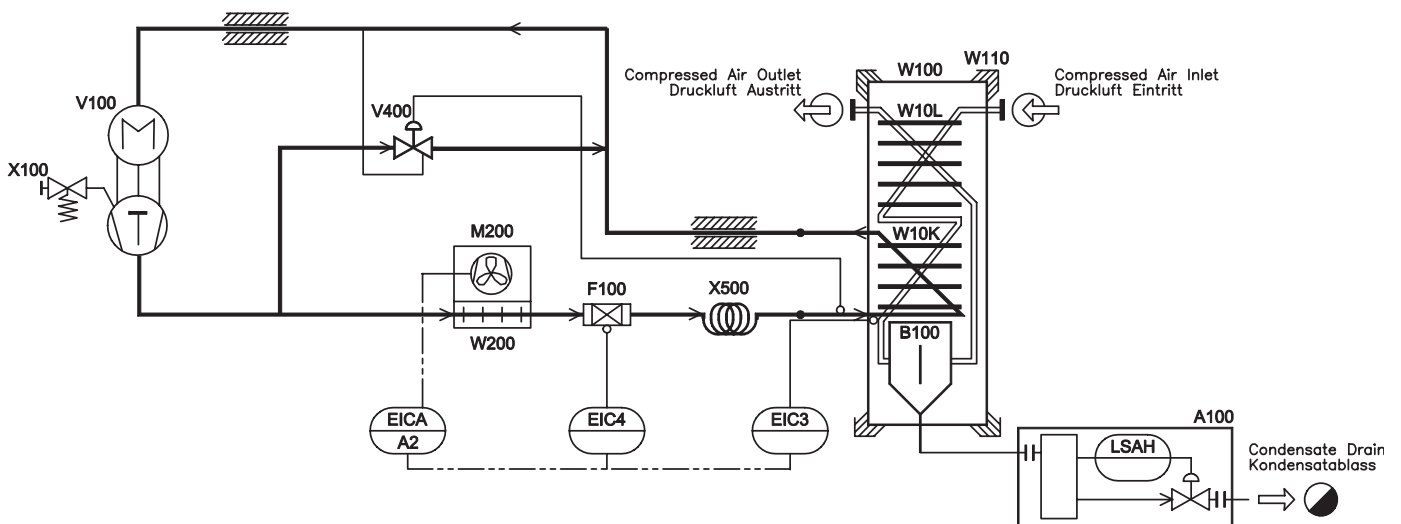 Compressed Air Outlet
Druckluft Austritt
W100
W110
Compressed Air Inlet
Druckluft Eintritt
V100
V400
W10L
X100
M
T
W10K
M200
F100
X500
W200
B100
EICA
A2
EIC4
EIC3
A100
LSAH
Condensate Drain
Kondensatablass